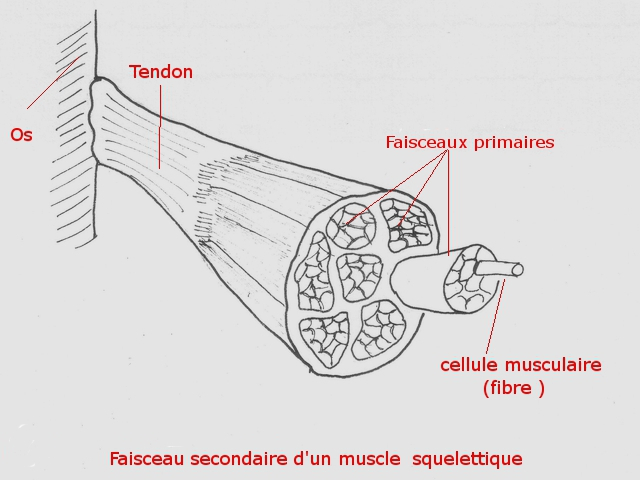 Tendon
Os
Faisceaux primaires
cellule musculaire
(fibre )
Faisceau secondaire d'un muscle squelettique